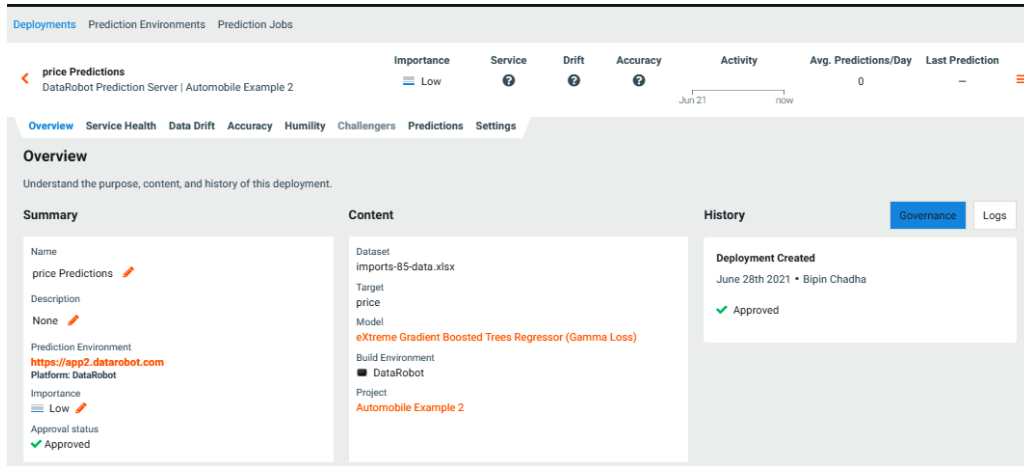 Deployments Prediction Environments Prediction Jobs
Importance Service Drift Accuracy Activity Avg. Predictions/Day Last Prediction
price Predictions
DataRobot Prediction Server | Automobile Example 2
Low ? ? ? 0 –
Jun 21 now
Overview Service Health Data Drift Accuracy Humility Challengers Predictions Settings
Overview
Understand the purpose, content, and history of this deployment.
Summary
Name
price Predictions
Description
None
Prediction Environment
https://app2.datarobot.com
Platform: DataRobot
Importance
Low
Approval status
Approved
Content
Dataset
imports-85-data.xlsx
Target
price
Model
eXtreme Gradient Boosted Trees Regressor (Gamma Loss)
Build Environment
DataRobot
Project
Automobile Example 2
History Governance Logs
Deployment Created
June 28th 2021 • Bipin Chadha
Approved